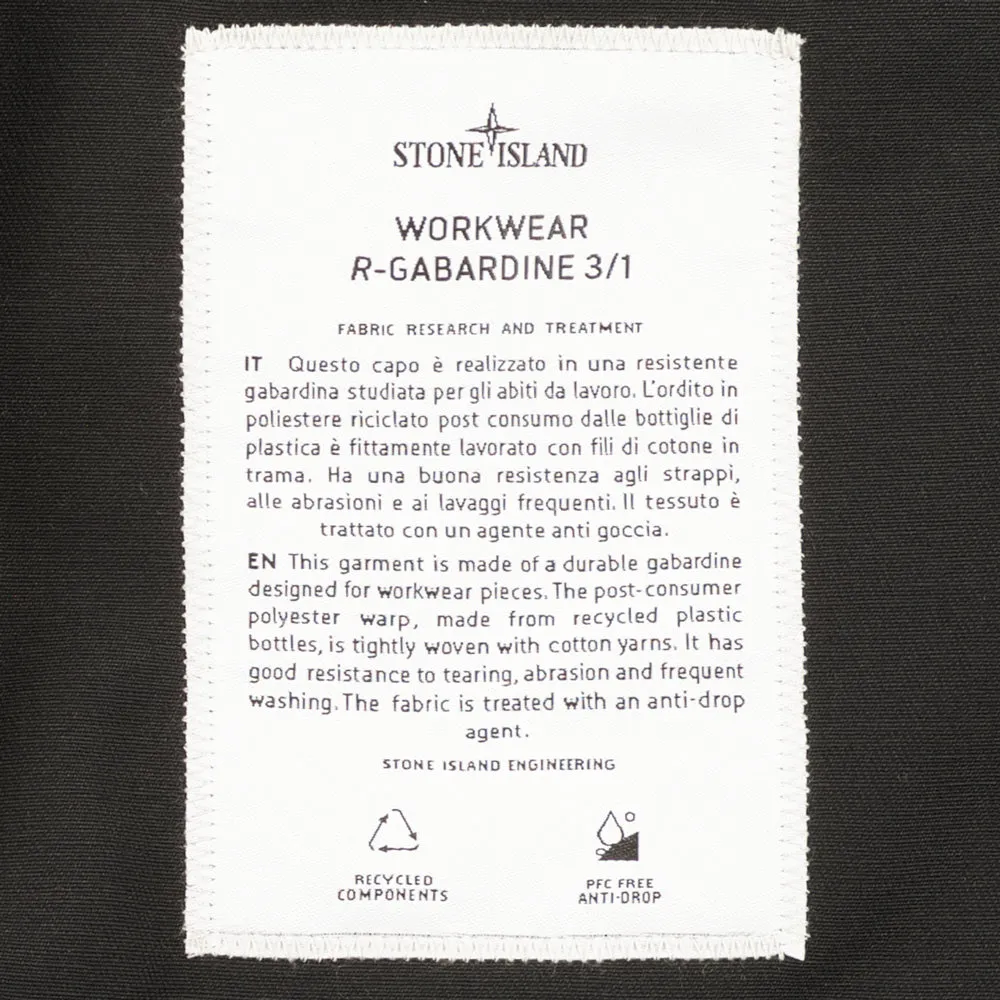 STONE ISLAND
WORKWEAR
R-GABARDINE 3/1
FABRIC RESEARCH AND TREATMENT
IT Questo capo è realizzato in una resistente
gabardina studiata per gli abiti da lavoro. L'ordito in
poliestere riciclato post consumo dalle bottiglie di
plastica è fittamente lavorato con fili di cotone in
trama. Ha una buona resistenza agli strappi,
alle abrasioni e ai lavaggi frequenti. Il tessuto è
trattato con un agente anti goccia.
EN This garment is made of a durable gabardine
designed for workwear pieces. The post-consumer
polyester warp, made from recycled plastic
bottles, is tightly woven with cotton yarns. It has
good resistance to tearing, abrasion and frequent
washing. The fabric is treated with an anti-drop
agent.
STONE ISLAND ENGINEERING
RECYCLED
COMPONENTS
PFC FREE
ANTI-DROP